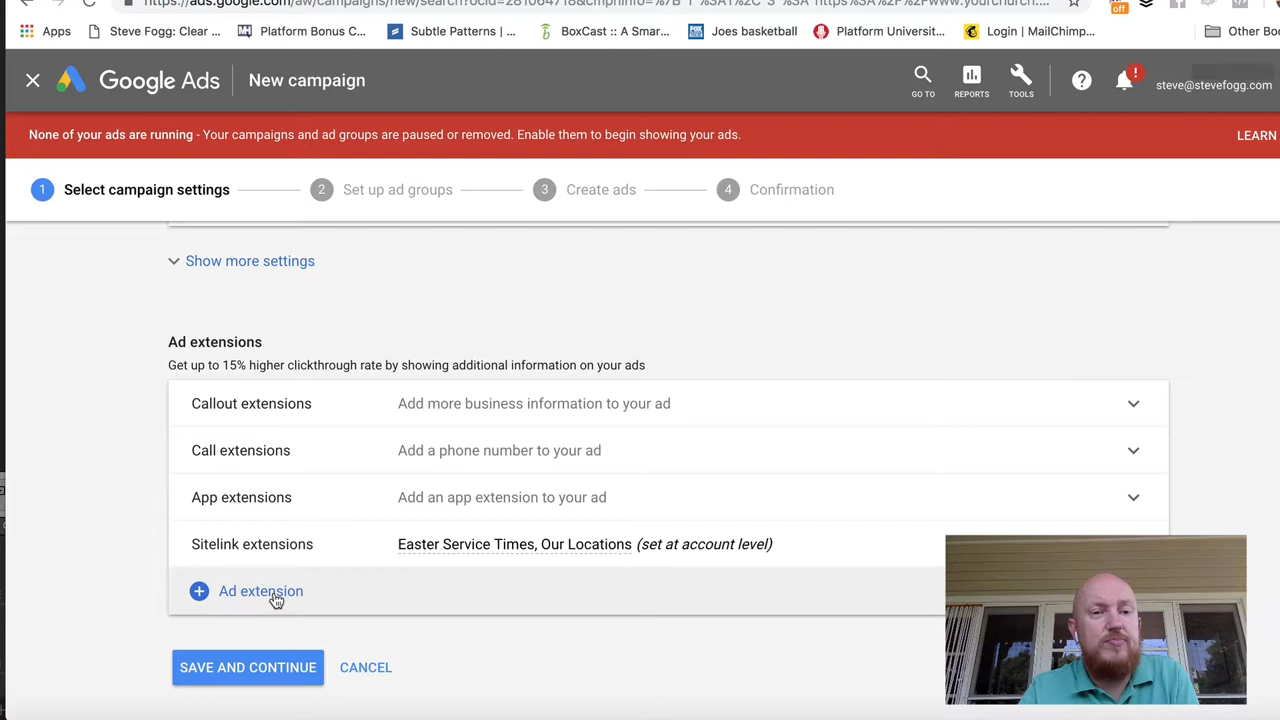 Apps
Steve Fogg: Clear ...
Platform Bonus C...
Subtle Patterns | ...
BoxCast :: A Smar...
Joes basketball
Platform Universit...
Login | MailChimp...
Other Boo
off
Google Ads
New campaign
GO TO
REPORTS
TOOLS
?
!
steve@stevefogg.com
None of your ads are running - Your campaigns and ad groups are paused or removed. Enable them to begin showing your ads.
LEARN
1 Select campaign settings
2 Set up ad groups
3 Create ads
4 Confirmation
Show more settings
Ad extensions
Get up to 15% higher clickthrough rate by showing additional information on your ads
Callout extensions Add more business information to your ad
Call extensions Add a phone number to your ad
App extensions Add an app extension to your ad
Sitelink extensions Easter Service Times, Our Locations (set at account level)
Ad extension
SAVE AND CONTINUE
CANCEL